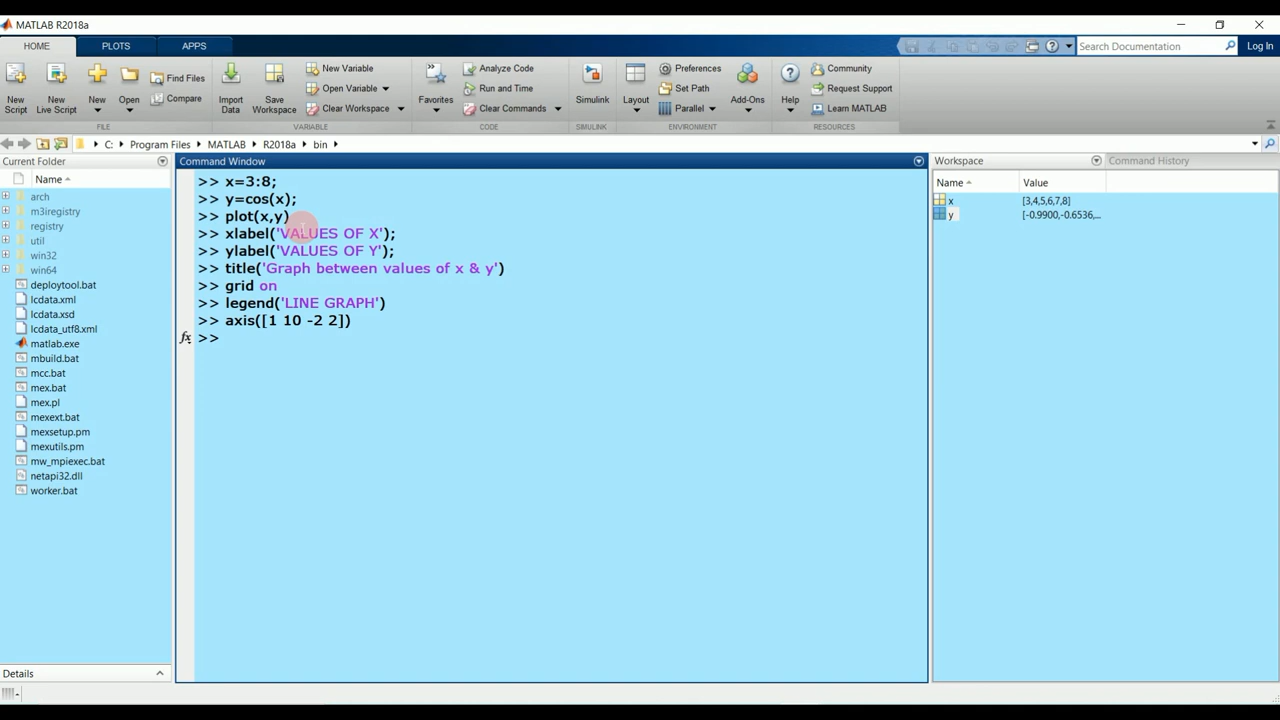 MATLAB R2018a
HOME PLOTS APPS
Search Documentation
Log In
New Script
New Live Script
New
Open
Find Files
Compare
FILE
Import Data
Save Workspace
New Variable
Open Variable
Clear Workspace
VARIABLE
Favorites
Analyze Code
Run and Time
Clear Commands
CODE
Simulink
SIMULINK
Layout
Preferences
Set Path
Parallel
Add-Ons
ENVIRONMENT
Help
Community
Request Support
Learn MATLAB
RESOURCES
C: Program Files MATLAB R2018a bin
Current Folder
Name
arch
m3iregistry
registry
util
win32
win64
deploytool.bat
lcdata.xml
lcdata.xsd
lcdata_utf8.xml
matlab.exe
mbuild.bat
mcc.bat
mex.bat
mex.pl
mexext.bat
mexsetup.pm
mexutils.pm
mw_mpiexec.bat
netapi32.dll
worker.bat
Details
Command Window
>> x=3:8;
>> y=cos(x);
>> plot(x,y)
>> xlabel('VALUES OF X');
>> ylabel('VALUES OF Y');
>> title('Graph between values of x & y')
>> grid on
>> legend('LINE GRAPH')
>> axis([1 10 -2 2])
fx >>
Workspace
Command History
Name Value
x [3,4,5,6,7,8]
y [-0.9900,-0.6536,...